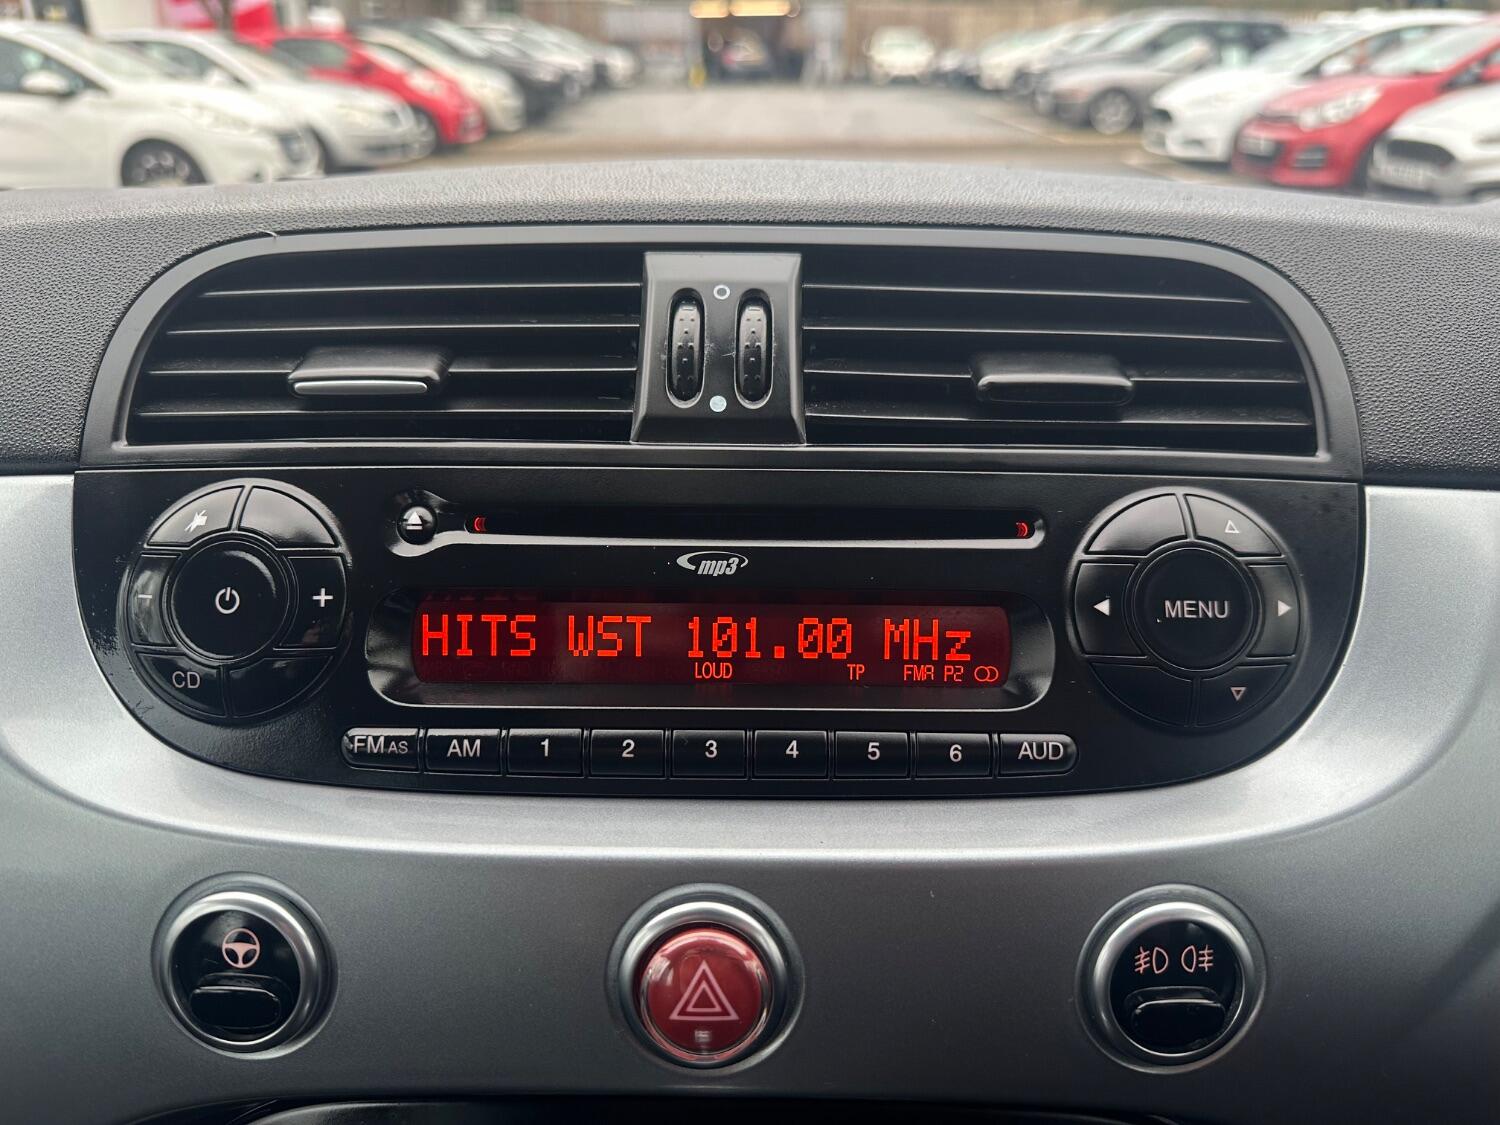 mp3
HITS WST 101.00 MHz
LOUD TP FMA P2
MENU
CD
FM AS AM 1 2 3 4 5 6 AUD